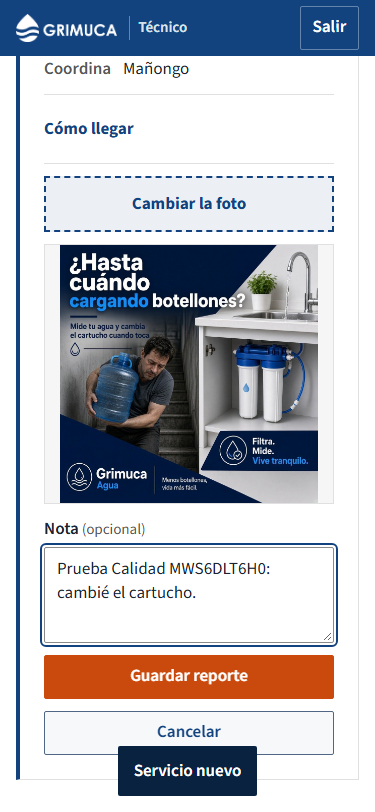 GRIMUCA
Técnico
Salir
Coordina Mañongo
Cómo llegar
Cambiar la foto
¿Hasta
cuándo
cargando botellones?
Mide tu agua y cambia
el cartucho cuando toca.
Filtra.
Mide.
Vive tranquilo.
Grimuca
Agua
Menos botellones,
vida más fácil.
Nota (opcional)
Prueba Calidad MWS6DLT6H0:
cambié el cartucho.
Guardar reporte
Cancelar
Servicio nuevo